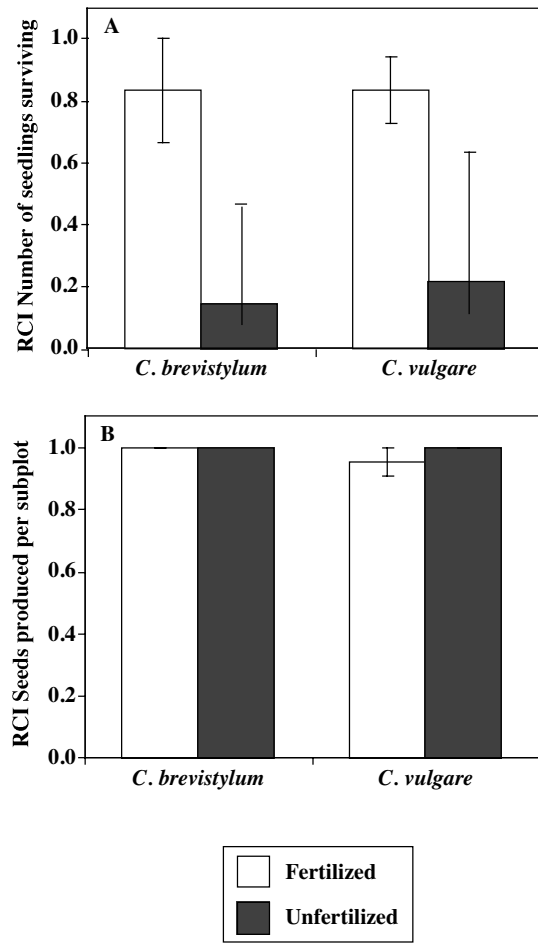 A
RCI Number of seedlings surviving
1.0
0.8
0.6
0.4
0.2
0.0
C. brevistylum C. vulgare
B
RCI Seeds produced per subplot
1.0
0.8
0.6
0.4
0.2
0.0
C. brevistylum C. vulgare
Fertilized
Unfertilized